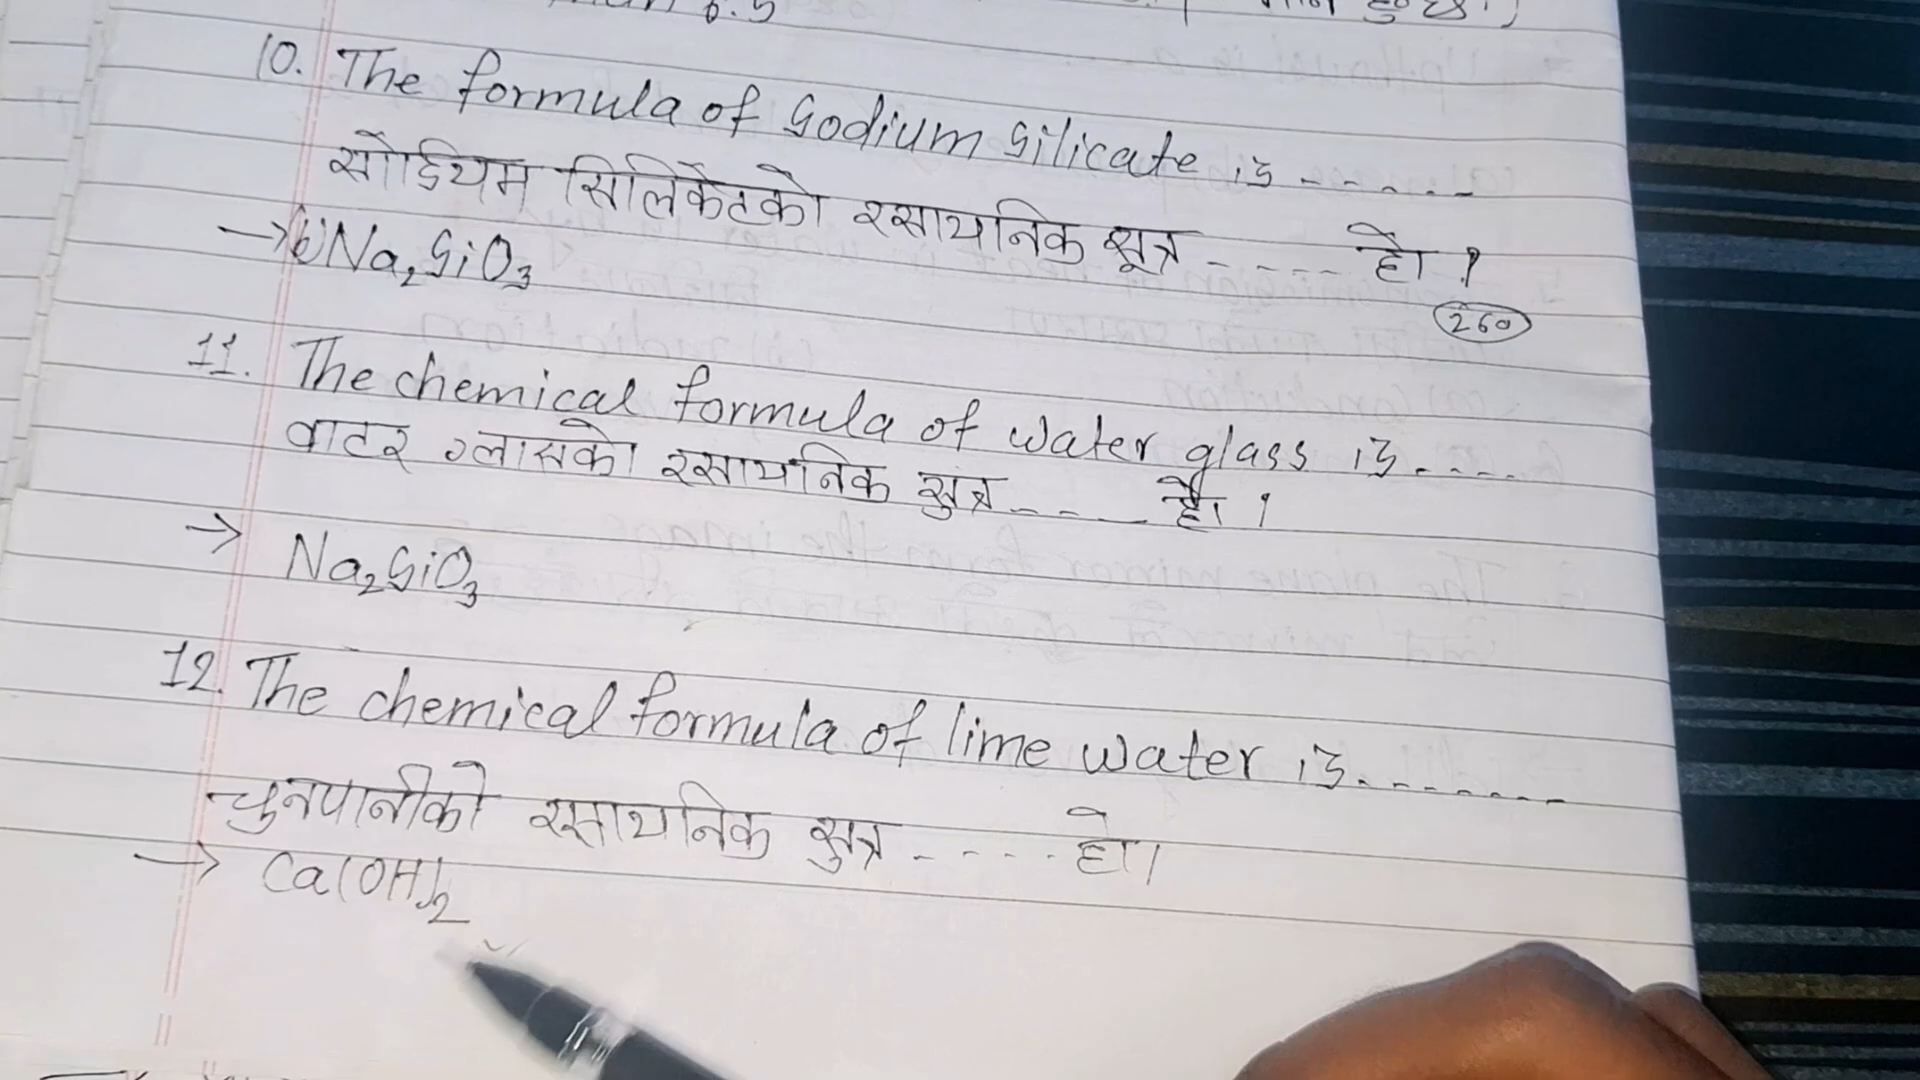 6.5
10. The formula of Sodium Silicate is -----
सोडियम सिलिकेटको रसायनिक सूत्र ----- हो ।
→ Na₂SiO₃
260
11. The chemical formula of water glass is.----
वाटर ग्लासको रसायनिक सुत्र---- हो ।
→ Na₂SiO₃
12. The chemical formula of lime water is.-------
चुनपानीको रसायनिक सुत्र ----- हो।
→ Ca(OH)₂